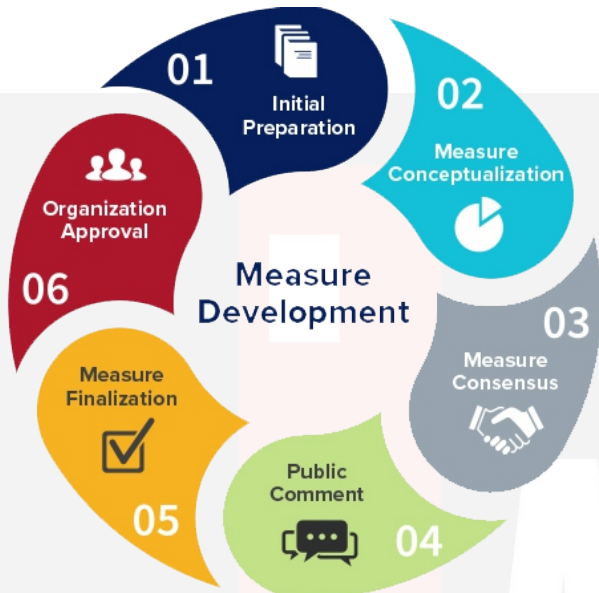 01
Initial
Preparation
02
Measure
Conceptualization
03
Measure
Consensus
Public
Comment
04
Measure
Finalization
05
Organization
Approval
06
Measure
Development